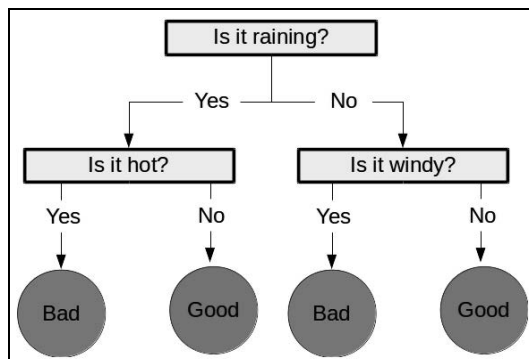 Is it raining?
Yes
No
Is it hot?
Is it windy?
Yes
No
Yes
No
Bad
Good
Bad
Good